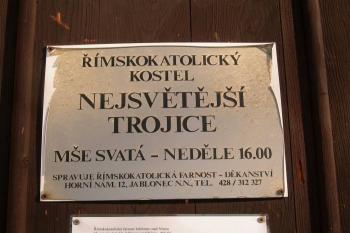 ŘÍMSKOKATOLICKÝ
KOSTEL
NEJSVĚTĚJŠÍ
TROJICE
MŠE SVATÁ – NEDĚLE 16.00
SPRAVUJE ŘÍMSKOKATOLICKÁ FARNOST – DĚKANSTVÍ
HORNÍ NÁM. 12, JABLONEC N.N., TEL. 428 / 312 327